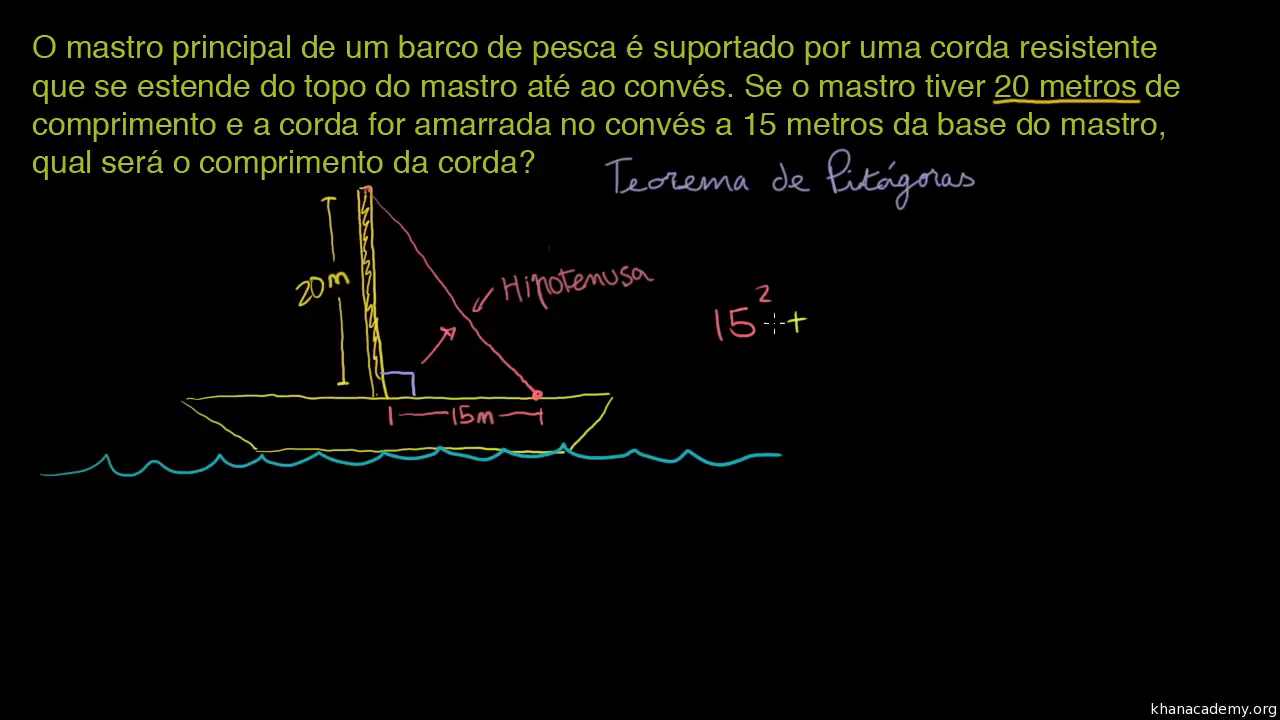 O mastro principal de um barco de pesca é suportado por uma corda resistente
que se estende do topo do mastro até ao convés. Se o mastro tiver 20 metros de
comprimento e a corda for amarrada no convés a 15 metros da base do mastro,
qual será o comprimento da corda?
Teorema de Pitágoras
20m
Hipotenusa
15² +
15m
khanacademy.org